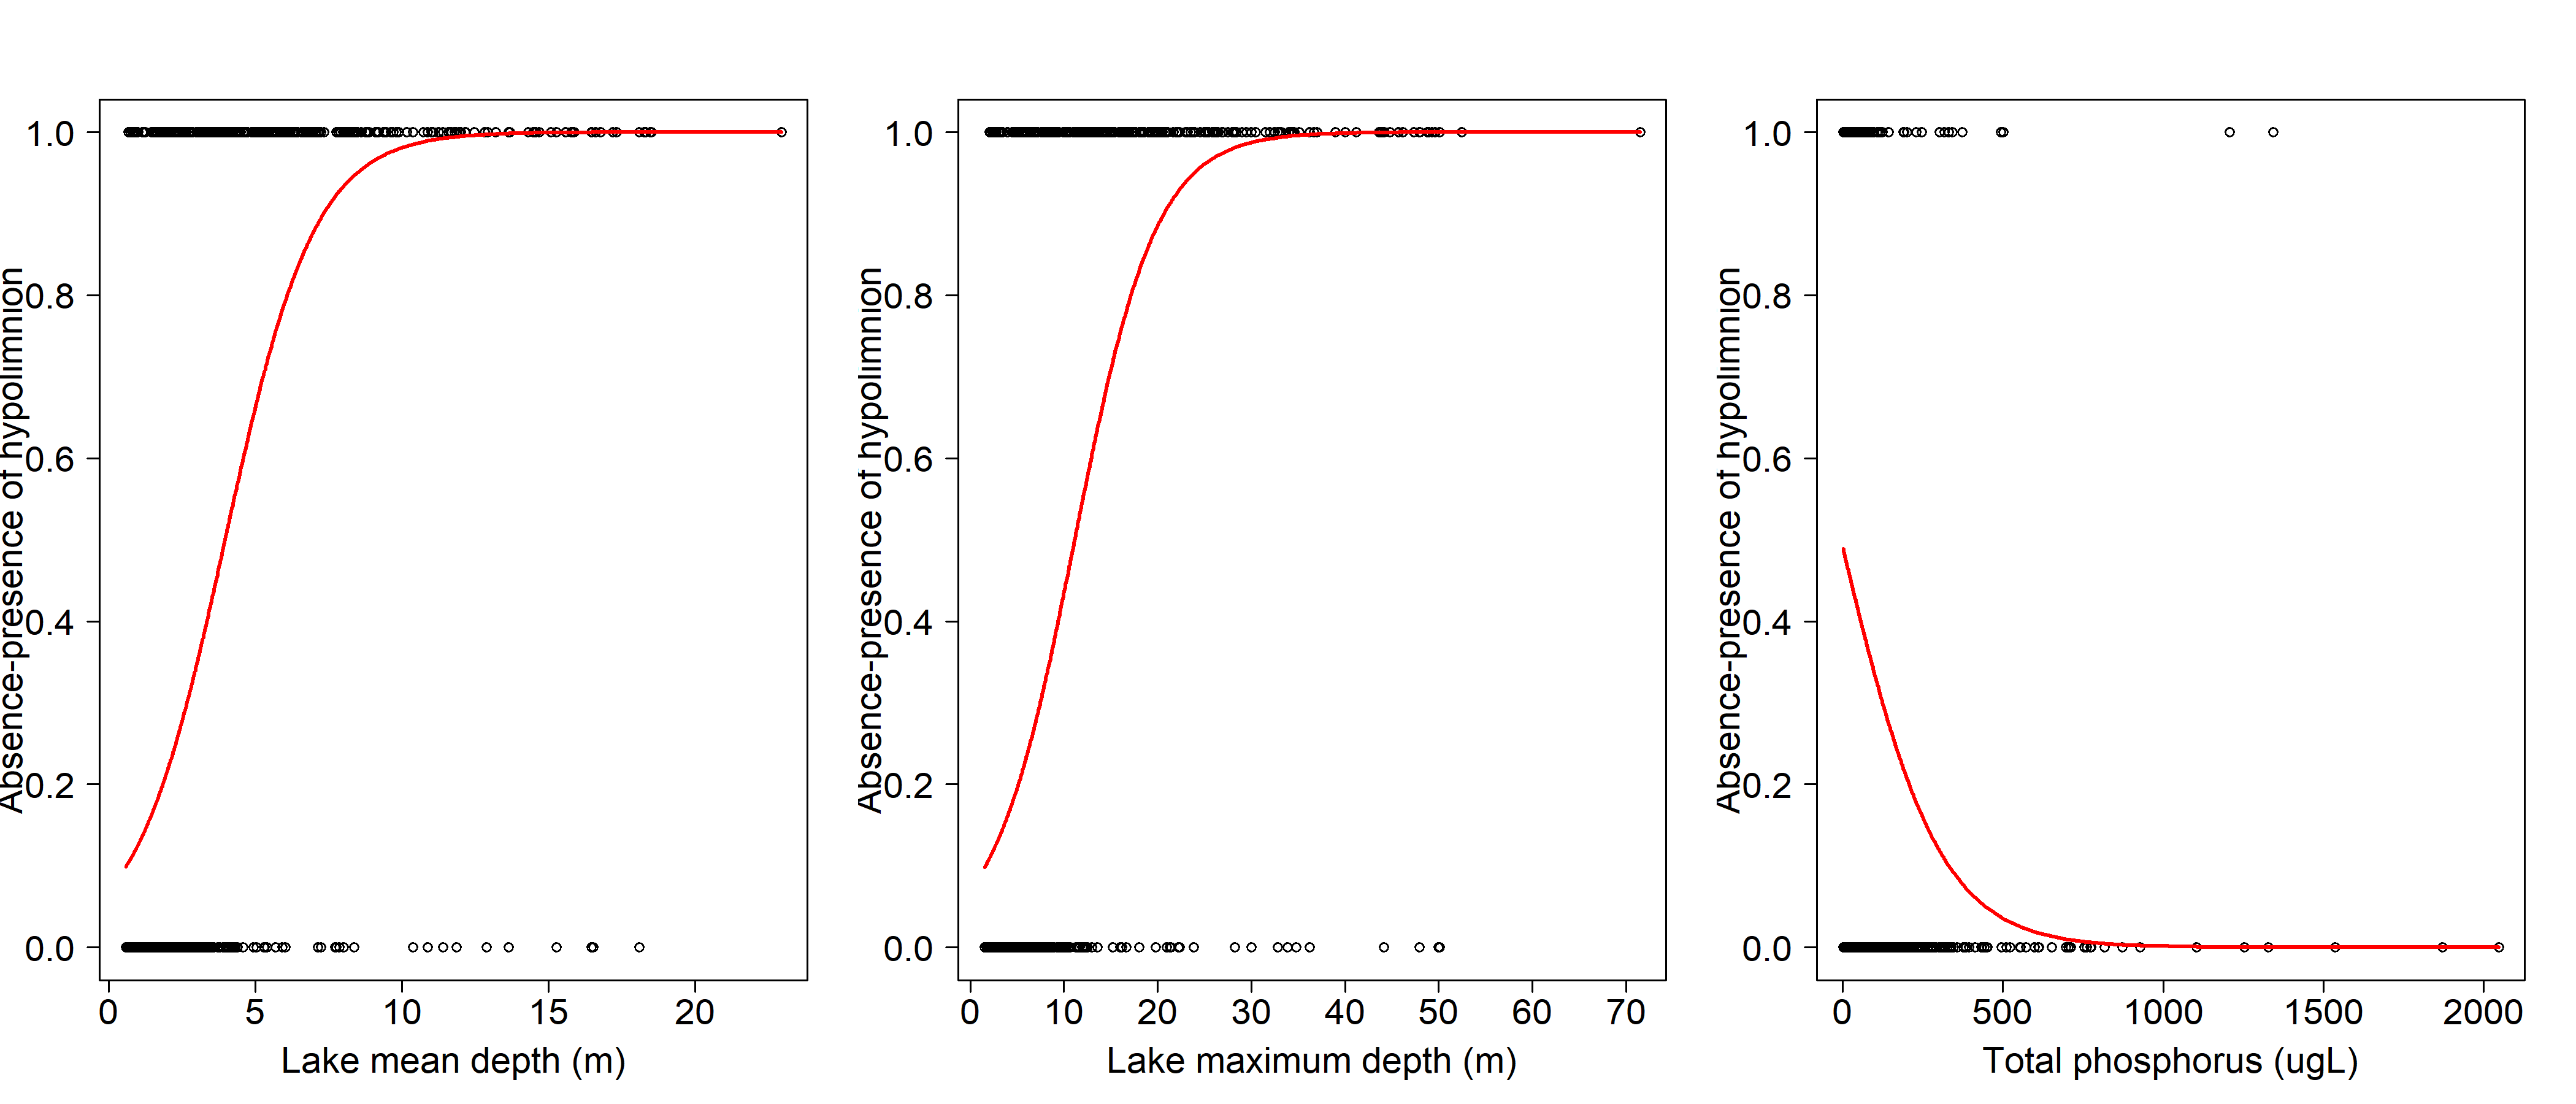 Absence-presence of hypolimnion
1.0
0.8
0.6
0.4
0.2
0.0
0 5 10 15 20
Lake mean depth (m)
Absence-presence of hypolimnion
1.0
0.8
0.6
0.4
0.2
0.0
0 10 20 30 40 50 60 70
Lake maximum depth (m)
Absence-presence of hypolimnion
1.0
0.8
0.6
0.4
0.2
0.0
0 500 1000 1500 2000
Total phosphorus (ugL)